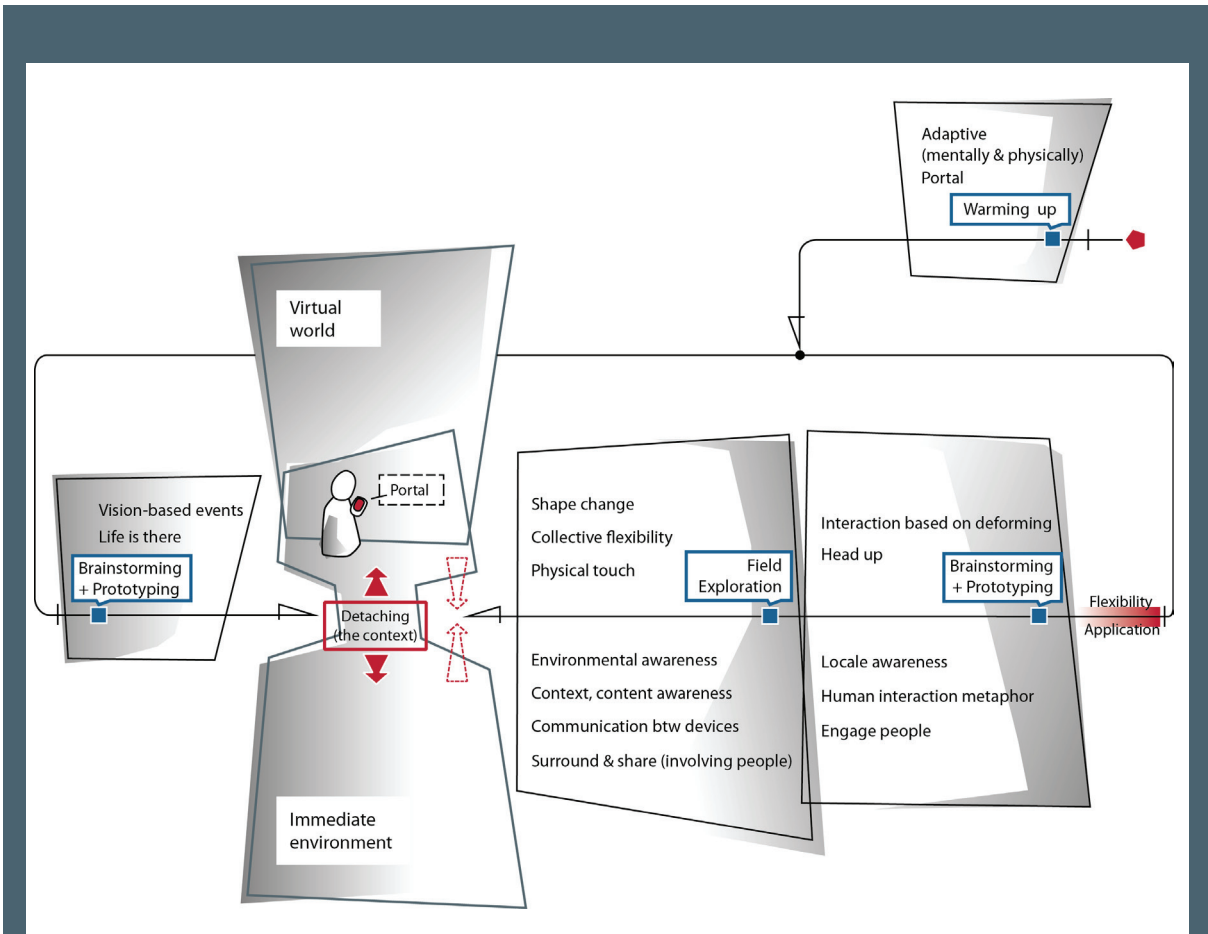 Adaptive
(mentally & physically)
Portal
Warming up
Virtual
world
Portal
Vision-based events
Life is there
Brainstorming
+ Prototyping
Detaching
(the context)
Immediate
environment
Shape change
Collective flexibility
Physical touch
Field
Exploration
Environmental awareness
Context, content awareness
Communication btw devices
Surround & share (involving people)
Interaction based on deforming
Head up
Brainstorming
+ Prototyping
Locale awareness
Human interaction metaphor
Engage people
Flexibility
Application